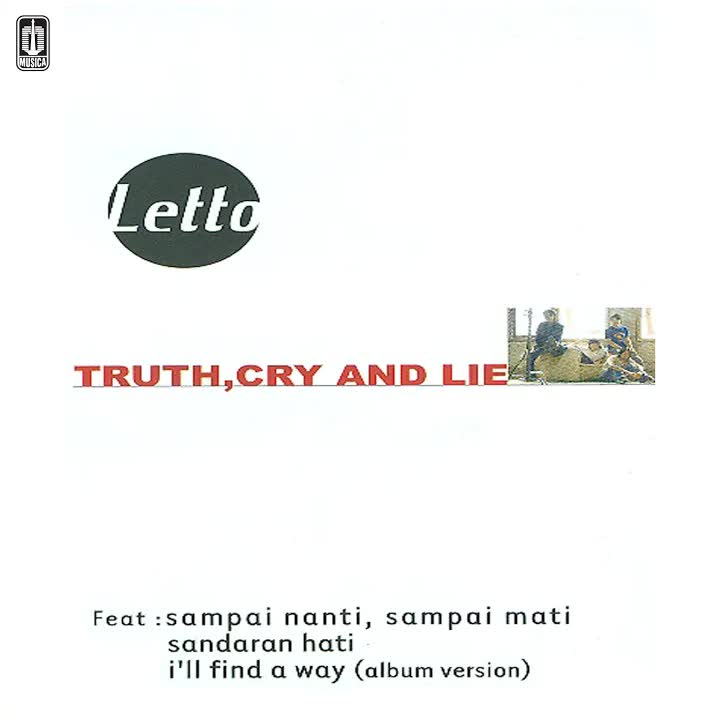 MUSICA
Letto
TRUTH,CRY AND LIE
Feat : sampai nanti, sampai mati
sandaran hati
i'll find a way (album version)